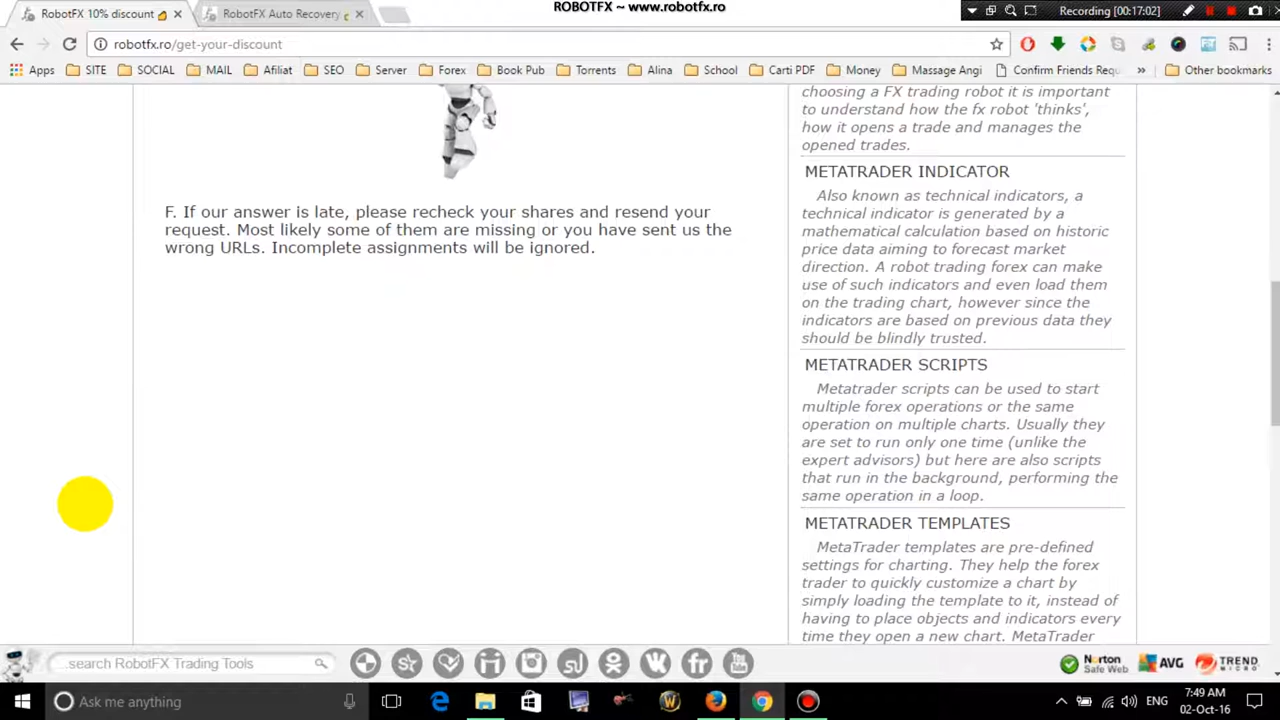 ROBOTFX ~ www.robotfx.ro
Recording [00:17:02]
RobotFX 10% discount
RobotFX Auto Recovery
robotfx.ro/get-your-discount
Apps SITE SOCIAL MAIL Afiliat SEO Server Forex Book Pub Torrents Alina School Carti PDF Money Massage Angi Confirm Friends Requ » Other bookmarks
F. If our answer is late, please recheck your shares and resend your
request. Most likely some of them are missing or you have sent us the
wrong URLs. Incomplete assignments will be ignored.
choosing a FX trading robot it is important
to understand how the fx robot 'thinks',
how it opens a trade and manages the
opened trades.
METATRADER INDICATOR
Also known as technical indicators, a
technical indicator is generated by a
mathematical calculation based on historic
price data aiming to forecast market
direction. A robot trading forex can make
use of such indicators and even load them
on the trading chart, however since the
indicators are based on previous data they
should be blindly trusted.
METATRADER SCRIPTS
Metatrader scripts can be used to start
multiple forex operations or the same
operation on multiple charts. Usually they
are set to run only one time (unlike the
expert advisors) but here are also scripts
that run in the background, performing the
same operation in a loop.
METATRADER TEMPLATES
MetaTrader templates are pre-defined
settings for charting. They help the forex
trader to quickly customize a chart by
simply loading the template to it, instead of
having to place objects and indicators every
time they open a new chart. MetaTrader
...search RobotFX Trading Tools
Norton Safe Web
AVG
TREND MICRO
Ask me anything
ENG
7:49 AM
02-Oct-16